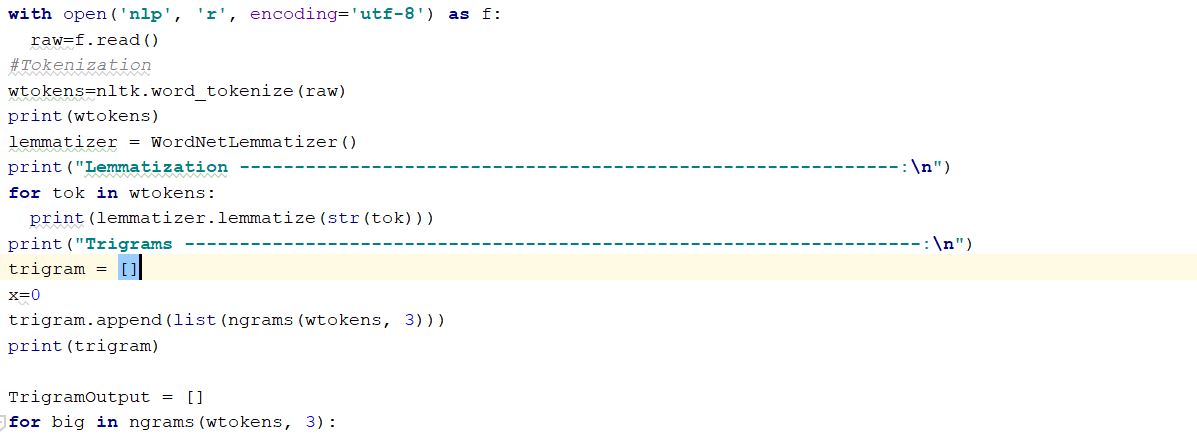 with open('nlp', 'r', encoding='utf-8') as f:
  raw=f.read()
#Tokenization
wtokens=nltk.word_tokenize(raw)
print(wtokens)
lemmatizer = WordNetLemmatizer()
print("Lemmatization ------------------------------------------------------------:\n")
for tok in wtokens:
  print(lemmatizer.lemmatize(str(tok)))
print("Trigrams -------------------------------------------------------------------:\n")
trigram = []
x=0
trigram.append(list(ngrams(wtokens, 3)))
print(trigram)

TrigramOutput = []
for big in ngrams(wtokens, 3):